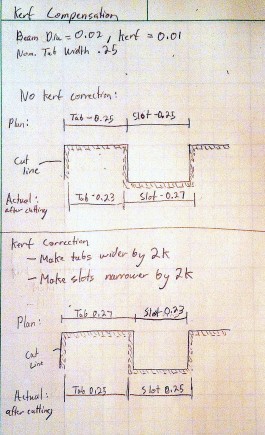 Kerf Compensation
Beam Dia = 0.02, kerf = 0.01
Nom. Tab Width .25
No kerf correction:
Plan: Tab - 0.25 Slot - 0.25
Cut line
Actual: after cutting Tab - 0.23 Slot - 0.27
Kerf Correction
- Make tabs wider by 2k
- Make slots narrower by 2k
Plan: Tab 0.27 Slot 0.23
Cut Line
Actual: after cutting Tab 0.25 Slot 0.25